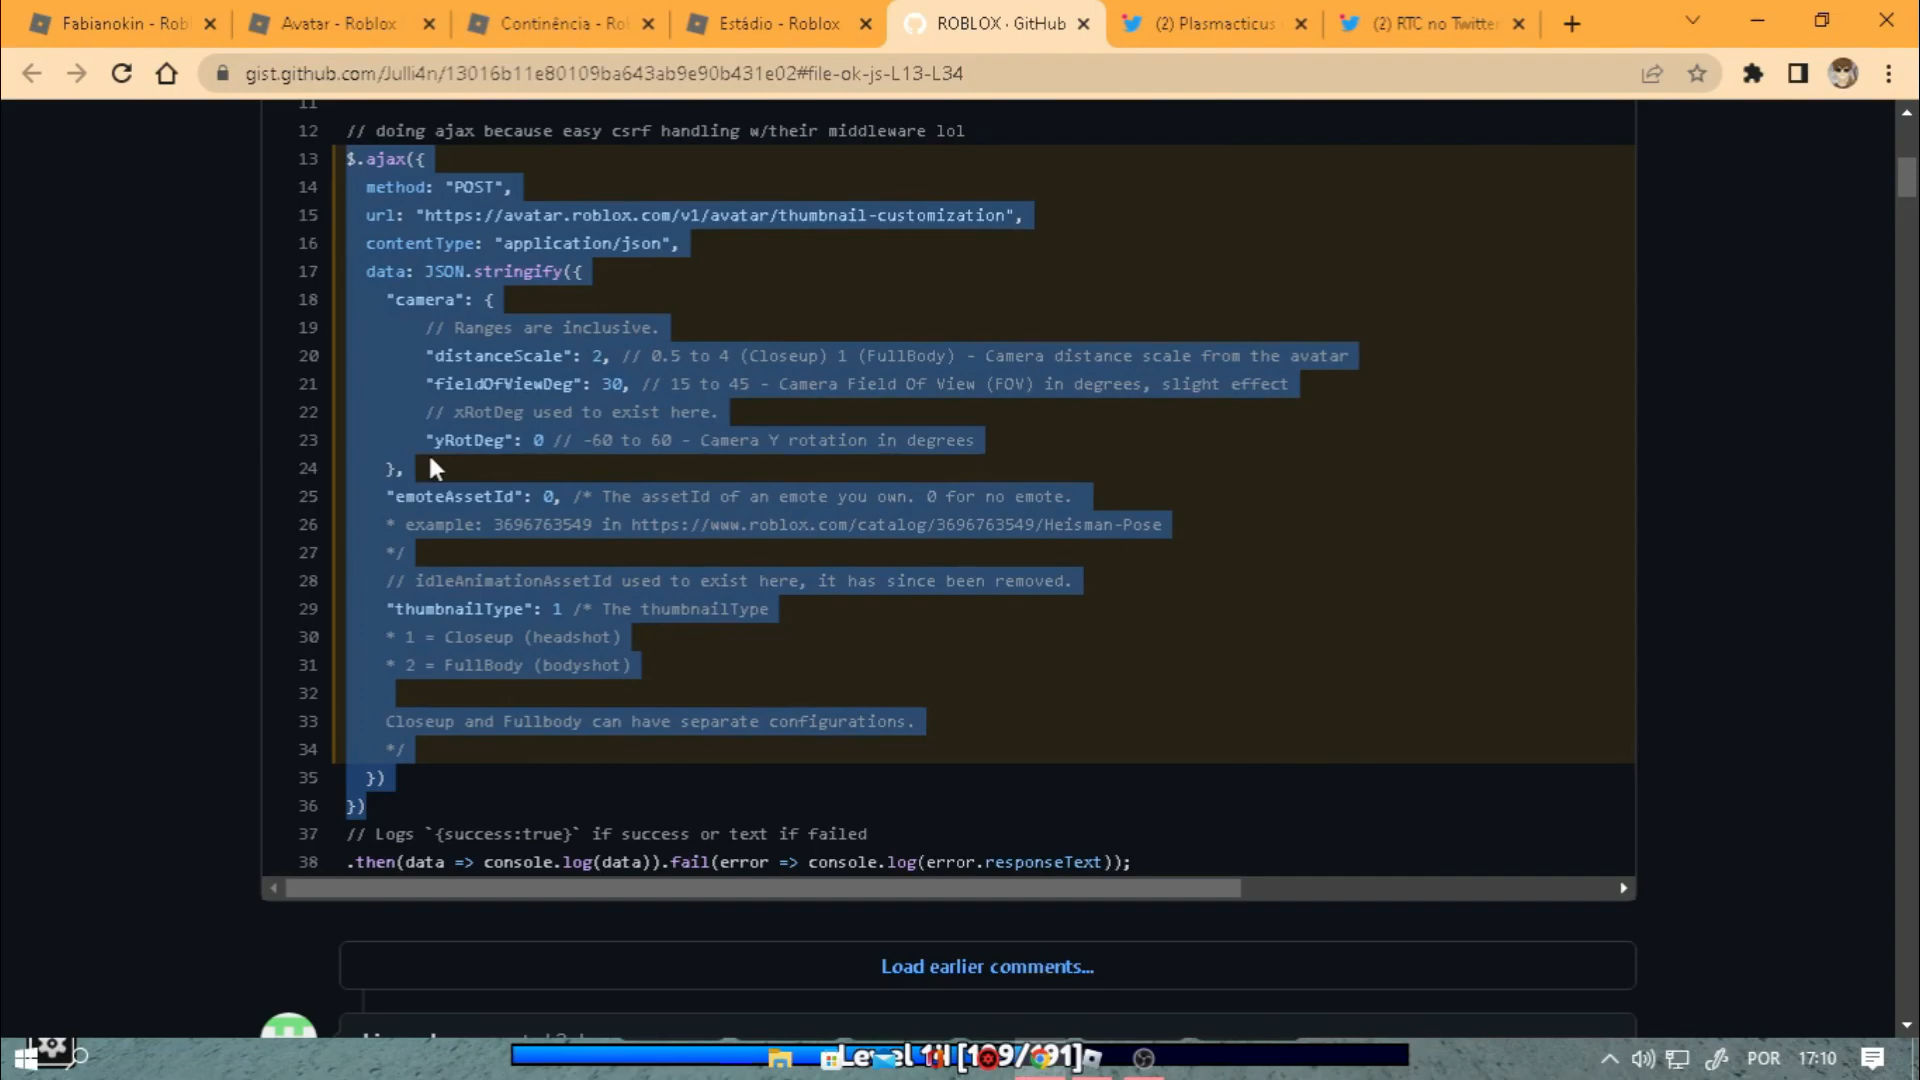 Fabianokin - Rob
Avatar - Roblox
Continência - Ro
Estádio - Roblox
ROBLOX · GitHub
(2) Plasmacticus
(2) RTC no Twitte
gist.github.com/Julli4n/13016b11e80109ba643ab9e90b431e02#file-ok-js-L13-L34
11
12 // doing ajax because easy csrf handling w/their middleware lol
13 $.ajax({
14 method: "POST",
15 url: "https://avatar.roblox.com/v1/avatar/thumbnail-customization",
16 contentType: "application/json",
17 data: JSON.stringify({
18 "camera": {
19 // Ranges are inclusive.
20 "distanceScale": 2, // 0.5 to 4 (Closeup) 1 (FullBody) - Camera distance scale from the avatar
21 "fieldOfViewDeg": 30, // 15 to 45 - Camera Field Of View (FOV) in degrees, slight effect
22 // xRotDeg used to exist here.
23 "yRotDeg": 0 // -60 to 60 - Camera Y rotation in degrees
24 },
25 "emoteAssetId": 0, /* The assetId of an emote you own. 0 for no emote.
26 * example: 3696763549 in https://www.roblox.com/catalog/3696763549/Heisman-Pose
27 */
28 // idleAnimationAssetId used to exist here, it has since been removed.
29 "thumbnailType": 1 /* The thumbnailType
30 * 1 = Closeup (headshot)
31 * 2 = FullBody (bodyshot)
32
33 Closeup and Fullbody can have separate configurations.
34 */
35 })
36 })
37 // Logs `{success:true}` if success or text if failed
38 .then(data => console.log(data)).fail(error => console.log(error.responseText));
Load earlier comments...
POR 17:10